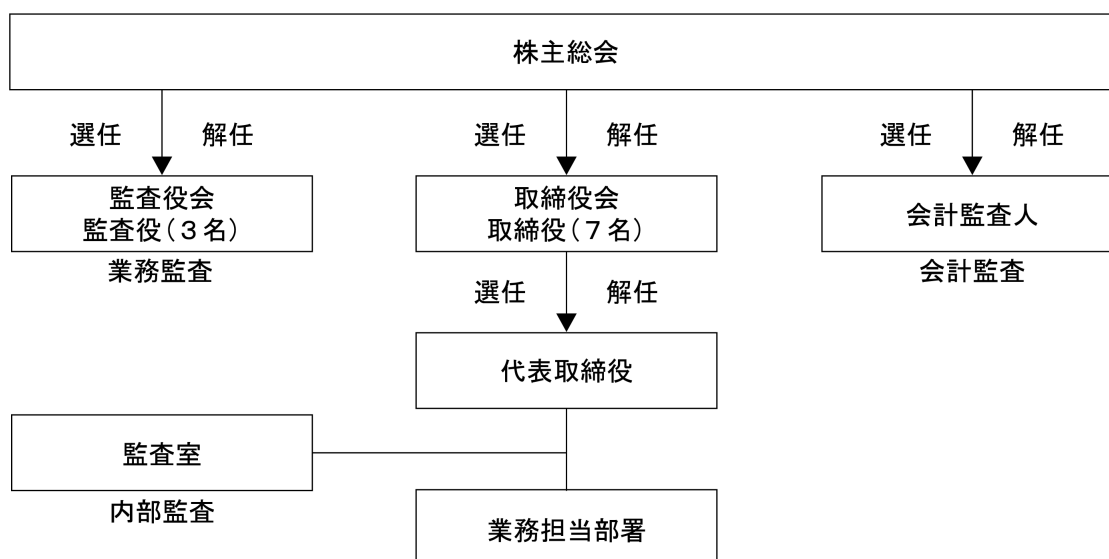 株主総会
選任 解任 選任 解任 選任 解任
監査役会
監査役(3名)
業務監査
取締役会
取締役(7名)
会計監査人
会計監査
選任 解任
代表取締役
監査室
内部監査
業務担当部署